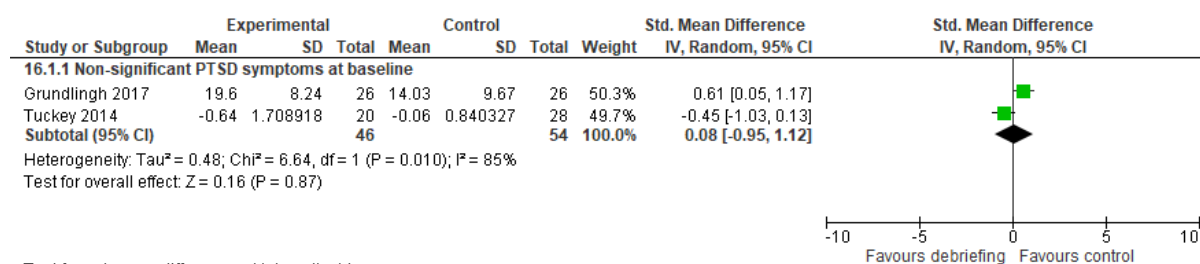 Experimental Control Std. Mean Difference Std. Mean Difference
Study or Subgroup Mean SD Total Mean SD Total Weight IV, Random, 95% CI IV, Random, 95% CI
16.1.1 Non-significant PTSD symptoms at baseline
Grundlingh 2017 19.6 8.24 26 14.03 9.67 26 50.3% 0.61 [0.05, 1.17]
Tuckey 2014 -0.64 1.708918 20 -0.06 0.840327 28 49.7% -0.45 [-1.03, 0.13]
Subtotal (95% CI) 46 54 100.0% 0.08 [-0.95, 1.12]
Heterogeneity: Tau² = 0.48; Chi² = 6.64, df = 1 (P = 0.010); I² = 85%
Test for overall effect: Z = 0.16 (P = 0.87)
-10 -5 0 5 10
Favours debriefing Favours control